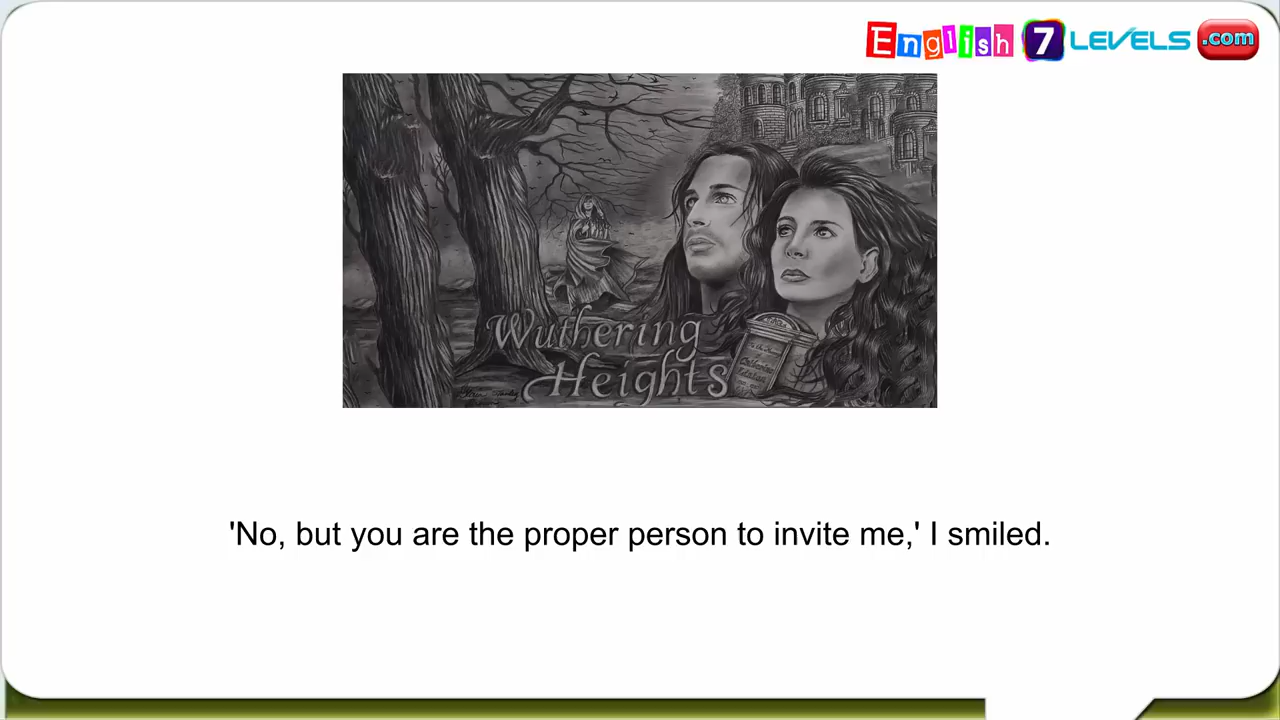 English 7 LEVELS .com
Wuthering
Heights
'No, but you are the proper person to invite me,' I smiled.